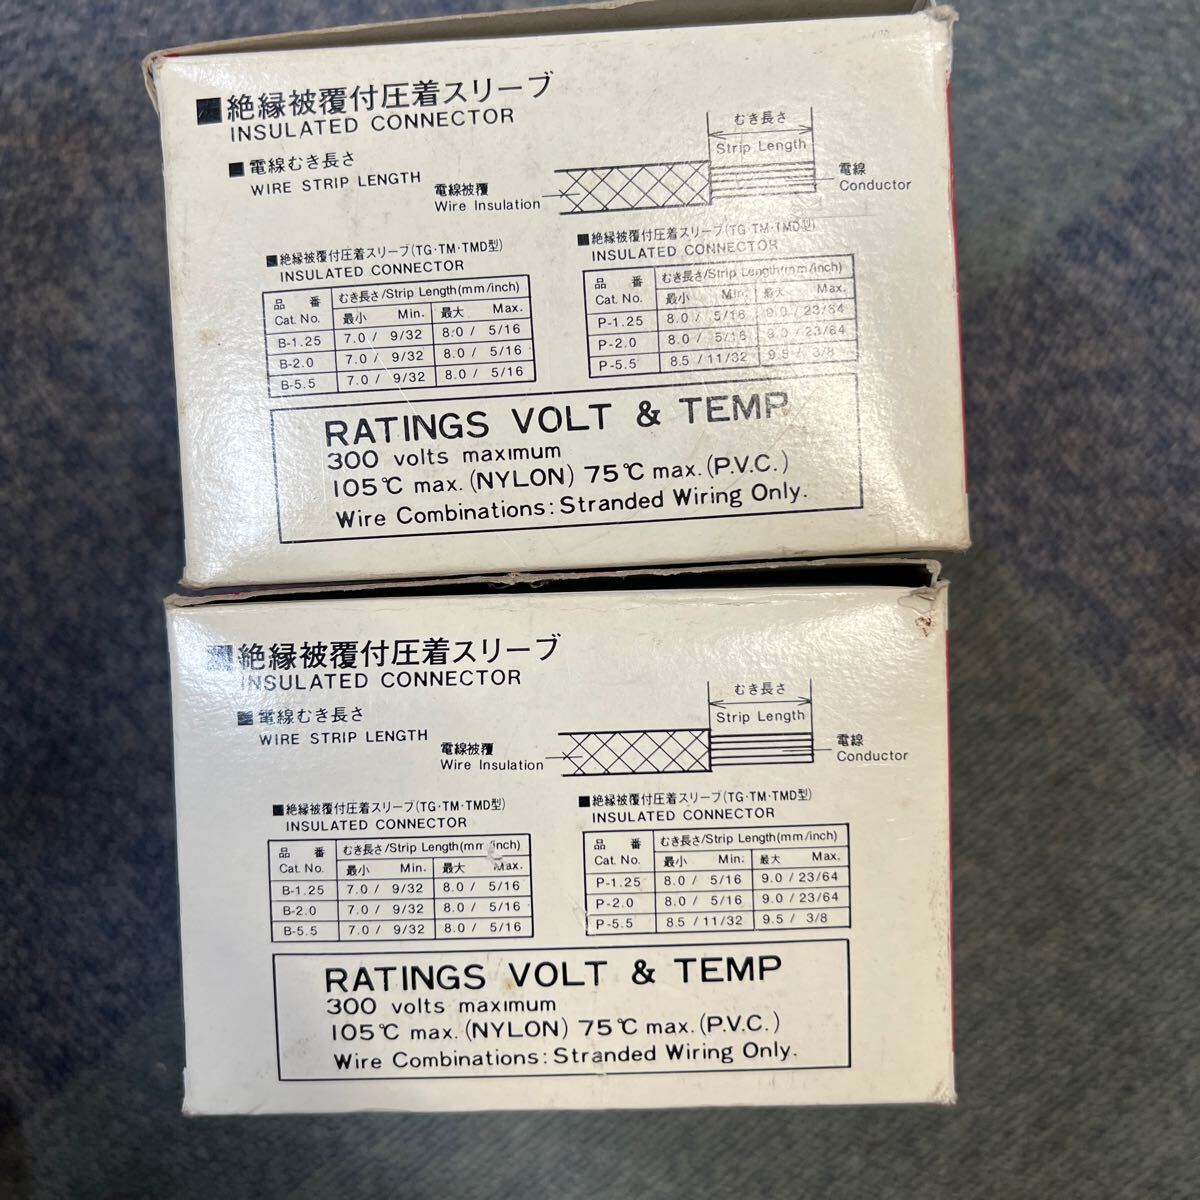 ■絶縁被覆付圧着スリーブ
INSULATED CONNECTOR
■電線むき長さ
WIRE STRIP LENGTH
むき長さ
Strip Length
電線被覆
Wire Insulation
電線
Conductor
■絶縁被覆付圧着スリーブ(TG・TM・TMD型)
INSULATED CONNECTOR
品 番 むき長さ/Strip Length(mm/inch)
Cat. No. 最小 Min. 最大 Max.
B-1.25 7.0 / 9/32 8.0 / 5/16
B-2.0 7.0 / 9/32 8.0 / 5/16
B-5.5 7.0 / 9/32 8.0 / 5/16
■絶縁被覆付圧着スリーブ(TG・TM・TMD型)
INSULATED CONNECTOR
品 番 むき長さ/Strip Length(mm/inch)
Cat. No. 最小 Min. 最大 Max.
P-1.25 8.0 / 5/16 9.0 / 23/64
P-2.0 8.0 / 5/16 9.0 / 23/64
P-5.5 8.5 / 11/32 9.5 / 3/8
RATINGS VOLT & TEMP
300 volts maximum
105℃ max. (NYLON) 75℃ max. (P.V.C.)
Wire Combinations: Stranded Wiring Only.
■絶縁被覆付圧着スリーブ
INSULATED CONNECTOR
■電線むき長さ
WIRE STRIP LENGTH
むき長さ
Strip Length
電線被覆
Wire Insulation
電線
Conductor
■絶縁被覆付圧着スリーブ(TG・TM・TMD型)
INSULATED CONNECTOR
品 番 むき長さ/Strip Length(mm/inch)
Cat. No. 最小 Min. 最大 Max.
B-1.25 7.0 / 9/32 8.0 / 5/16
B-2.0 7.0 / 9/32 8.0 / 5/16
B-5.5 7.0 / 9/32 8.0 / 5/16
■絶縁被覆付圧着スリーブ(TG・TM・TMD型)
INSULATED CONNECTOR
品 番 むき長さ/Strip Length(mm/inch)
Cat. No. 最小 Min. 最大 Max.
P-1.25 8.0 / 5/16 9.0 / 23/64
P-2.0 8.0 / 5/16 9.0 / 23/64
P-5.5 8.5 / 11/32 9.5 / 3/8
RATINGS VOLT & TEMP
300 volts maximum
105℃ max. (NYLON) 75℃ max. (P.V.C.)
Wire Combinations: Stranded Wiring Only.